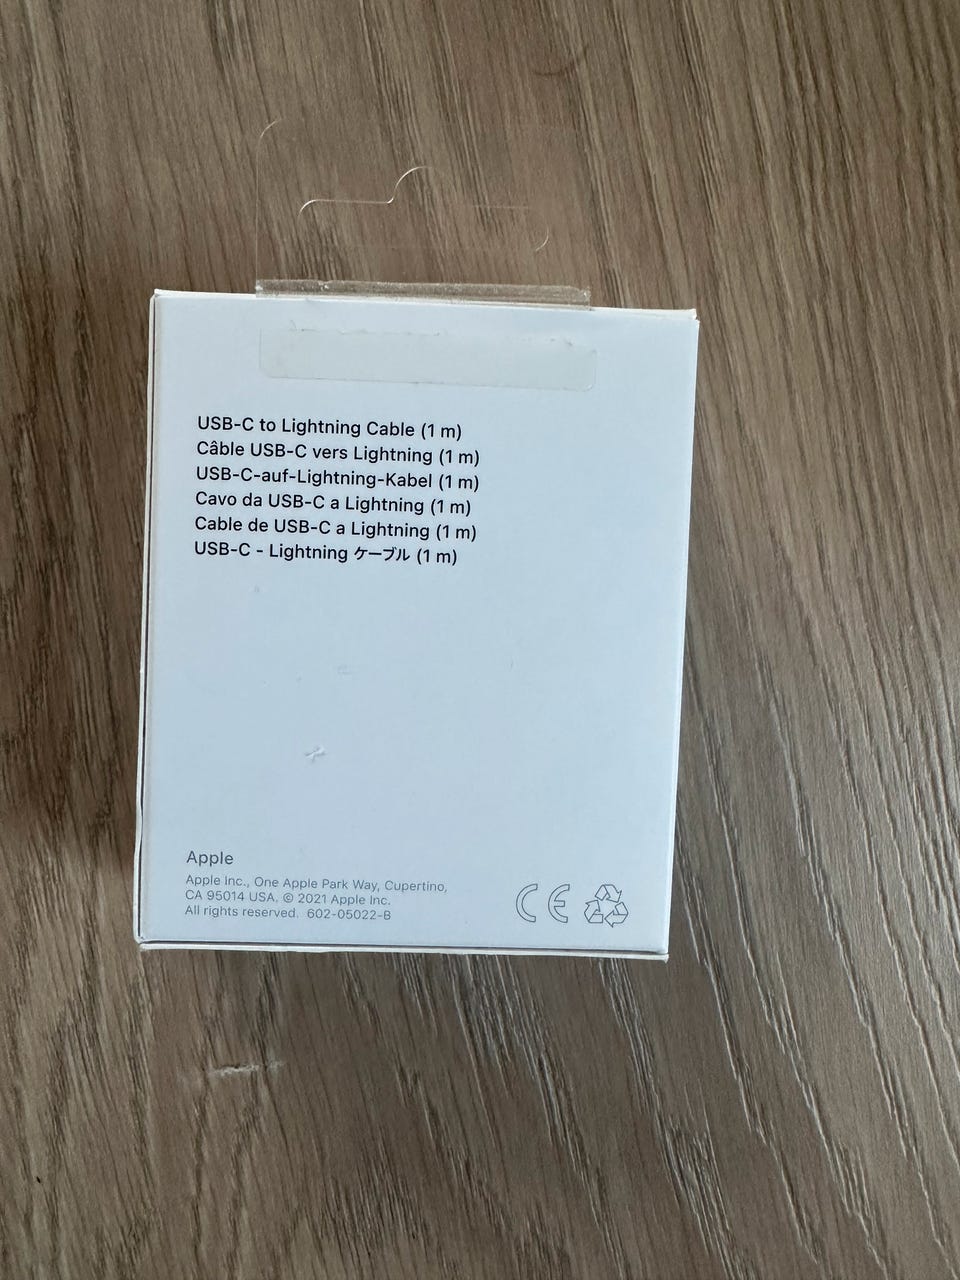 USB-C to Lightning Cable (1 m)
Câble USB-C vers Lightning (1 m)
USB-C-auf-Lightning-Kabel (1 m)
Cavo da USB-C a Lightning (1 m)
Cable de USB-C a Lightning (1 m)
USB-C - Lightning ケーブル (1 m)
Apple
Apple Inc., One Apple Park Way, Cupertino,
CA 95014 USA. © 2021 Apple Inc.
All rights reserved. 602-05022-B
CE